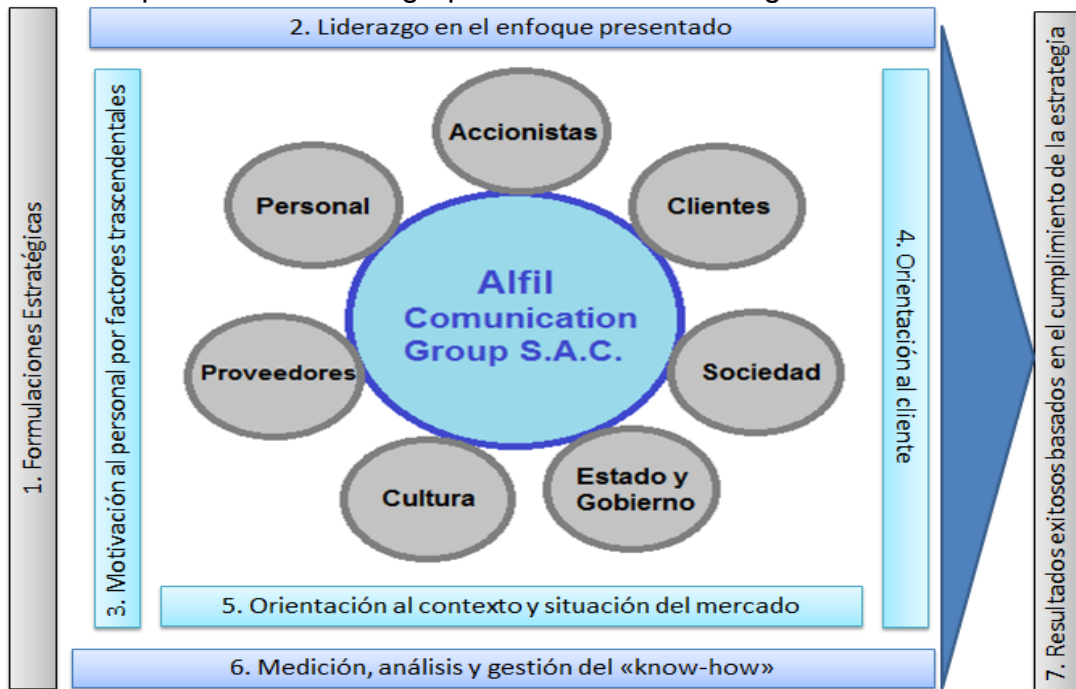 2. Liderazgo en el enfoque presentado
1. Formulaciones Estratégicas
3. Motivación al personal por factores trascendentales
Accionistas
Personal
Clientes
Alfil
Comunication
Group S.A.C.
Proveedores
Sociedad
Cultura
Estado y
Gobierno
4. Orientación al cliente
5. Orientación al contexto y situación del mercado
6. Medición, análisis y gestión del «know-how»
7. Resultados exitosos basados en el cumplimiento de la estrategia